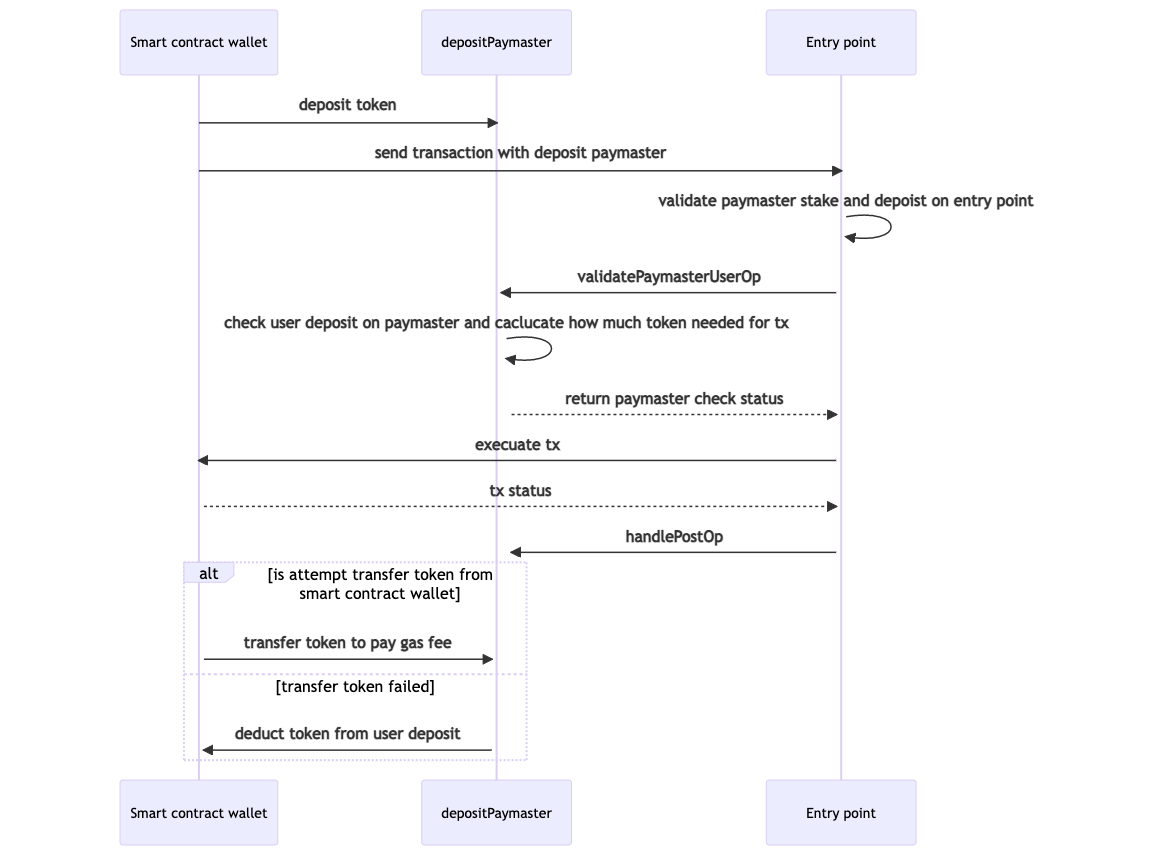 Smart contract wallet
depositPaymaster
Entry point
deposit token
send transaction with deposit paymaster
validate paymaster stake and depoist on entry point
validatePaymasterUserOp
check user deposit on paymaster and caclucate how much token needed for tx
return paymaster check status
execuate tx
tx status
handlePostOp
alt
[is attempt transfer token from
smart contract wallet]
transfer token to pay gas fee
[transfer token failed]
deduct token from user deposit
Smart contract wallet
depositPaymaster
Entry point